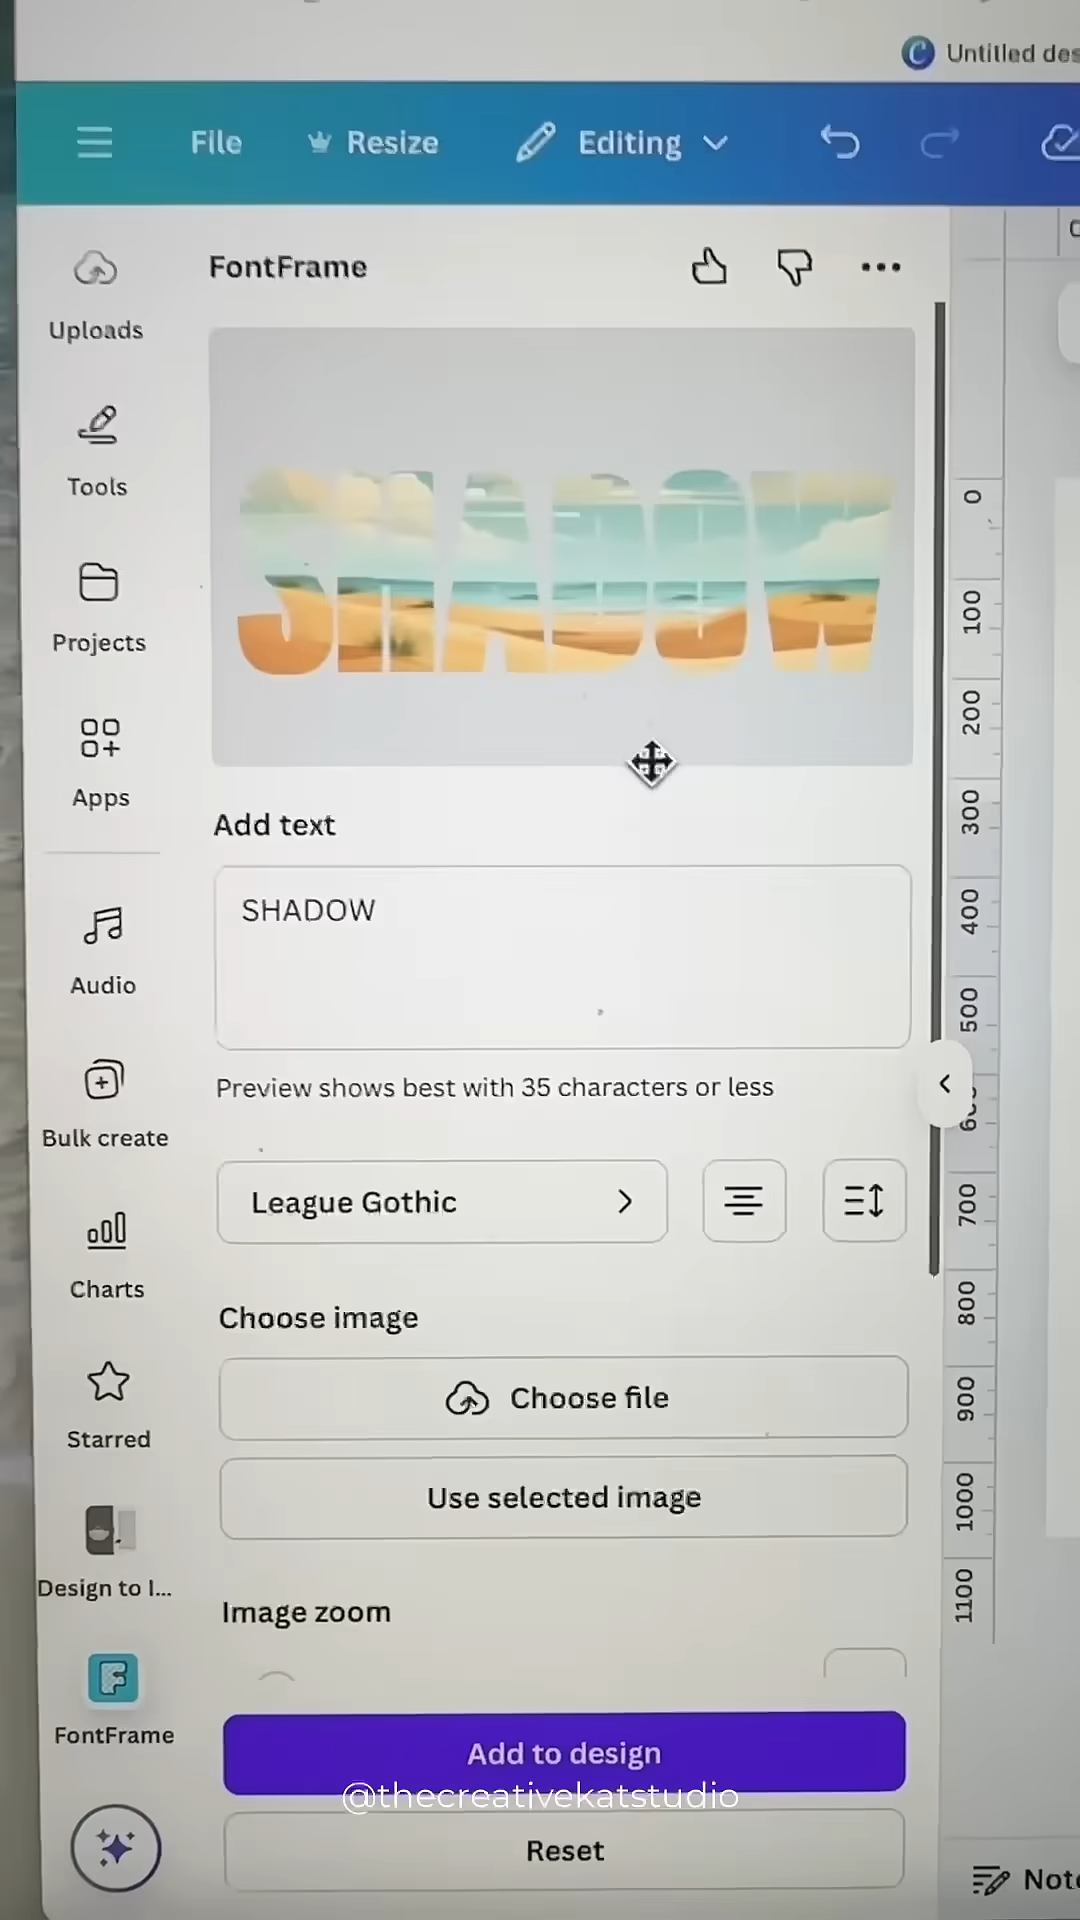 Untitled des
File Resize Editing
FontFrame
Uploads
SHADOW
Tools
Projects
Apps
Add text
SHADOW
Audio
Preview shows best with 35 characters or less
Bulk create
League Gothic
Charts
Choose image
Choose file
Starred
Use selected image
Design to I...
Image zoom
FontFrame
Add to design
@thecreativekatstudio
Reset
Note
0
100
200
300
400
500
700
800
900
1000
1100